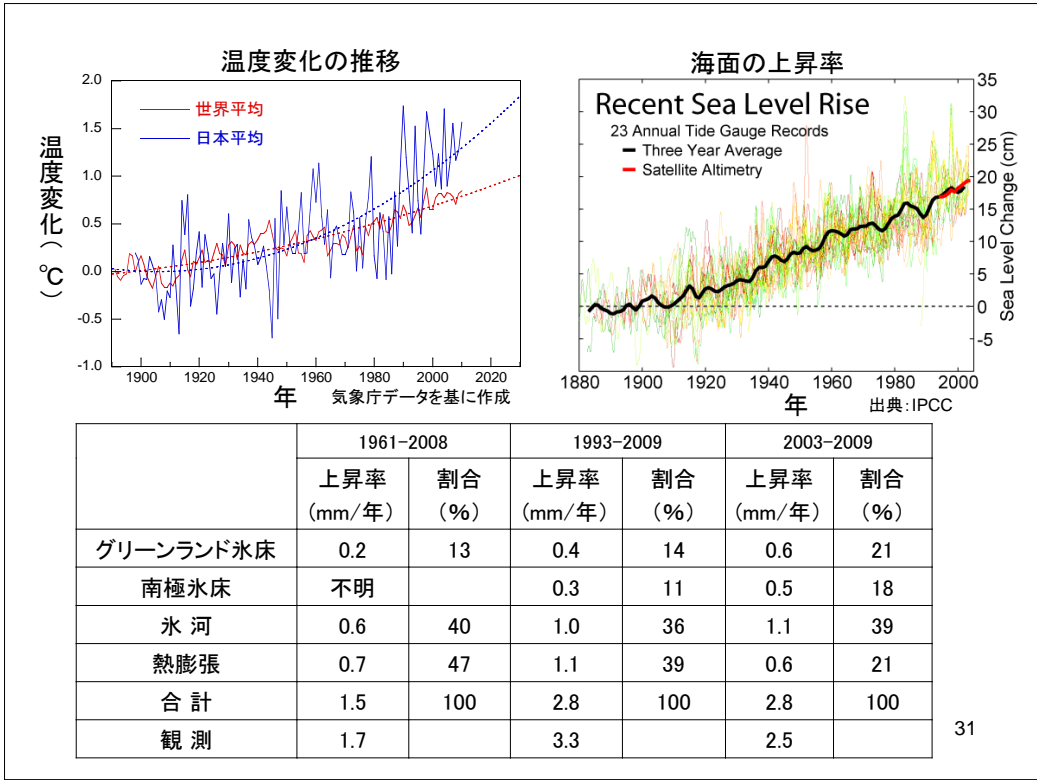 温度変化の推移
2.0
1.5
1.0
0.5
0.0
-0.5
-1.0
温度変化(℃)
世界平均
日本平均
1900 1920 1940 1960 1980 2000 2020
年
気象庁データを基に作成
海面の上昇率
Recent Sea Level Rise
23 Annual Tide Gauge Records
Three Year Average
Satellite Altimetry
35
30
25
20
15
10
5
0
-5
Sea Level Change (cm)
1880 1900 1920 1940 1960 1980 2000
年
出典:IPCC
1961-2008 1993-2009 2003-2009
上昇率 割合 上昇率 割合 上昇率 割合
(mm/年) (%) (mm/年) (%) (mm/年) (%)
グリーンランド氷床 0.2 13 0.4 14 0.6 21
南極氷床 不明 0.3 11 0.5 18
氷 河 0.6 40 1.0 36 1.1 39
熱膨張 0.7 47 1.1 39 0.6 21
合 計 1.5 100 2.8 100 2.8 100
観 測 1.7 3.3 2.5
31